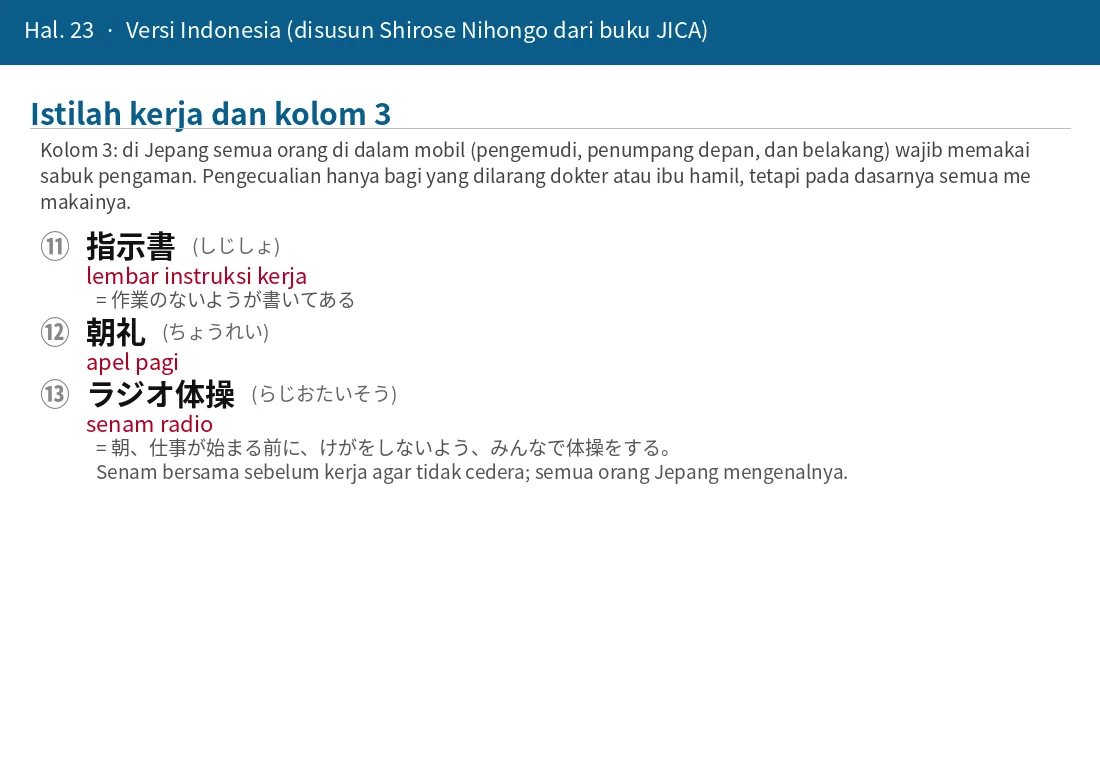 Hal. 23 · Versi Indonesia (disusun Shirose Nihongo dari buku JICA)
Istilah kerja dan kolom 3
Kolom 3: di Jepang semua orang di dalam mobil (pengemudi, penumpang depan, dan belakang) wajib memakai
sabuk pengaman. Pengecualian hanya bagi yang dilarang dokter atau ibu hamil, tetapi pada dasarnya semua me
makainya.
⑪ 指示書 (しじしょ)
lembar instruksi kerja
= 作業のないようが書いてある
⑫ 朝礼 (ちょうれい)
apel pagi
⑬ ラジオ体操 (らじおたいそう)
senam radio
= 朝、仕事が始まる前に、けがをしないよう、みんなで体操をする。
Senam bersama sebelum kerja agar tidak cedera; semua orang Jepang mengenalnya.